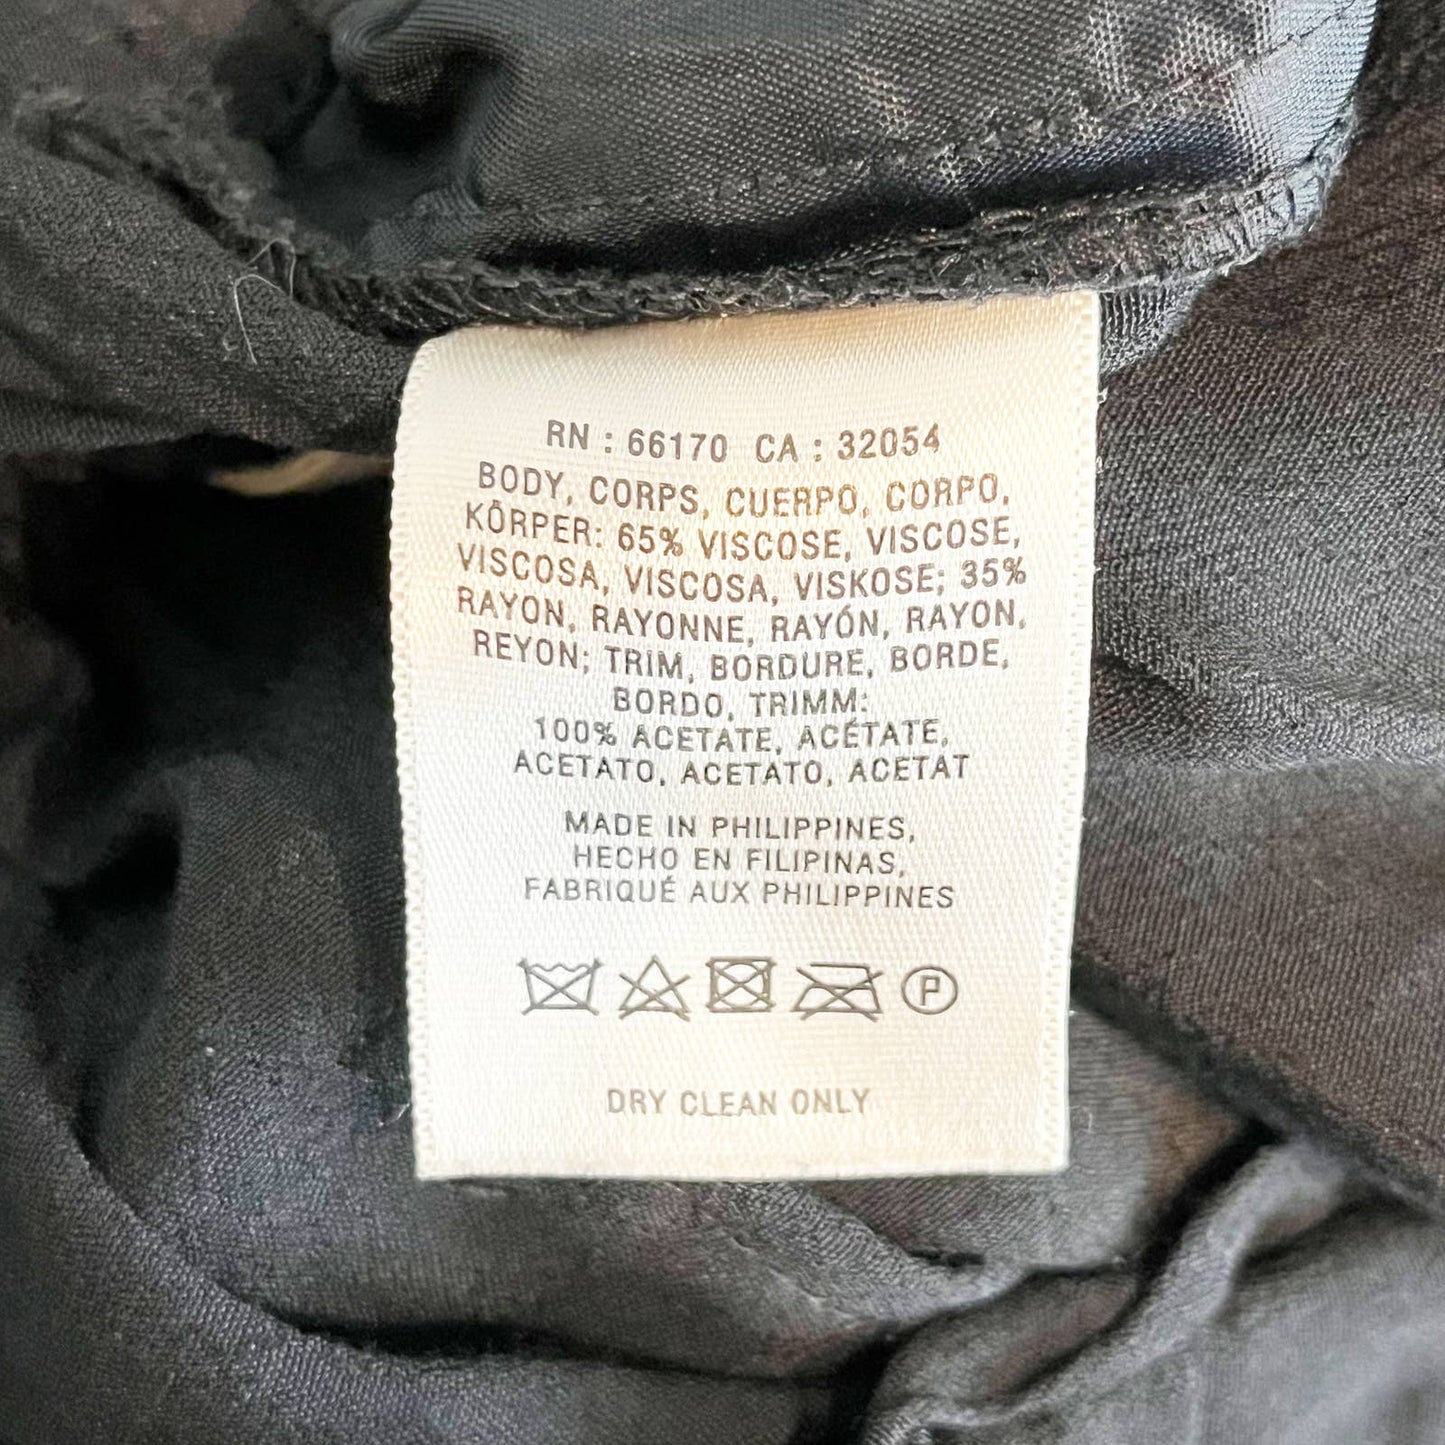 RN : 66170 CA : 32054
BODY, CORPS, CUERPO, CORPO,
KÖRPER: 65% VISCOSE, VISCOSE,
VISCOSA, VISCOSA, VISKOSE; 35%
RAYON, RAYONNE, RAYÓN, RAYON,
REYON; TRIM, BORDURE, BORDE,
BORDO, TRIMM:
100% ACETATE, ACÉTATE,
ACETATO, ACETATO, ACETAT
MADE IN PHILIPPINES,
HECHO EN FILIPINAS,
FABRIQUÉ AUX PHILIPPINES
P
DRY CLEAN ONLY